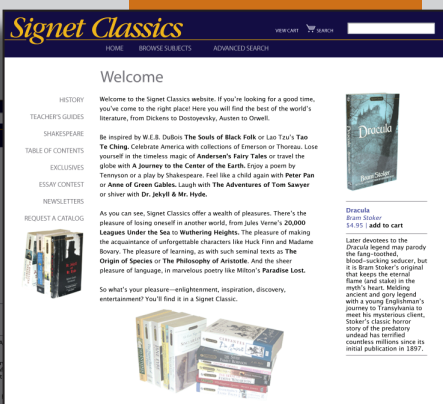 Signet Classics
VIEW CART SEARCH
HOME BROWSE SUBJECTS ADVANCED SEARCH
Welcome
HISTORY
TEACHER'S GUIDES
SHAKESPEARE
TABLE OF CONTENTS
EXCLUSIVES
ESSAY CONTEST
NEWSLETTERS
REQUEST A CATALOG
Welcome to the Signet Classics website. If you're looking for a good time,
you've come to the right place! Here you will find the best of the world's
literature, from Dickens to Dostoyevsky, Austen to Orwell.
Be inspired by W.E.B. DuBois The Souls of Black Folk or Lao Tzu's Tao
Te Ching. Celebrate America with collections of Emerson or Thoreau. Lose
yourself in the timeless magic of Andersen's Fairy Tales or travel the
globe with A Journey to the Center of the Earth. Enjoy a poem by
Tennyson or a play by Shakespeare. Feel like a child again with Peter Pan
or Anne of Green Gables. Laugh with The Adventures of Tom Sawyer
or shiver with Dr. Jekyll & Mr. Hyde.
As you can see, Signet Classics offer a wealth of pleasures. There's the
pleasure of losing oneself in another world, from Jules Verne's 20,000
Leagues Under the Sea to Wuthering Heights. The pleasure of making
the acquaintance of unforgettable characters like Huck Finn and Madame
Bovary. The pleasure of learning, as with such seminal texts as The
Origin of Species or The Philosophy of Aristotle. And the sheer
pleasure of language, in marvelous poetry like Milton's Paradise Lost.
So what's your pleasure—enlightenment, inspiration, discovery,
entertainment? You'll find it in a Signet Classic.
Dracula
Bram Stoker
Dracula
Bram Stoker
$4.95 | add to cart
Later devotees to the
Dracula legend may parody
the fang-toothed,
blood-sucking seducer, but
it is Bram Stoker's original
that keeps the eternal
flame (and stake) in the
myth's heart. Melding
ancient and gory legend
with a young Englishman's
journey to Transylvania to
meet his mysterious client,
Stoker's classic horror
story of the predatory
undead has terrified
countless millions since its
initial publication in 1897.